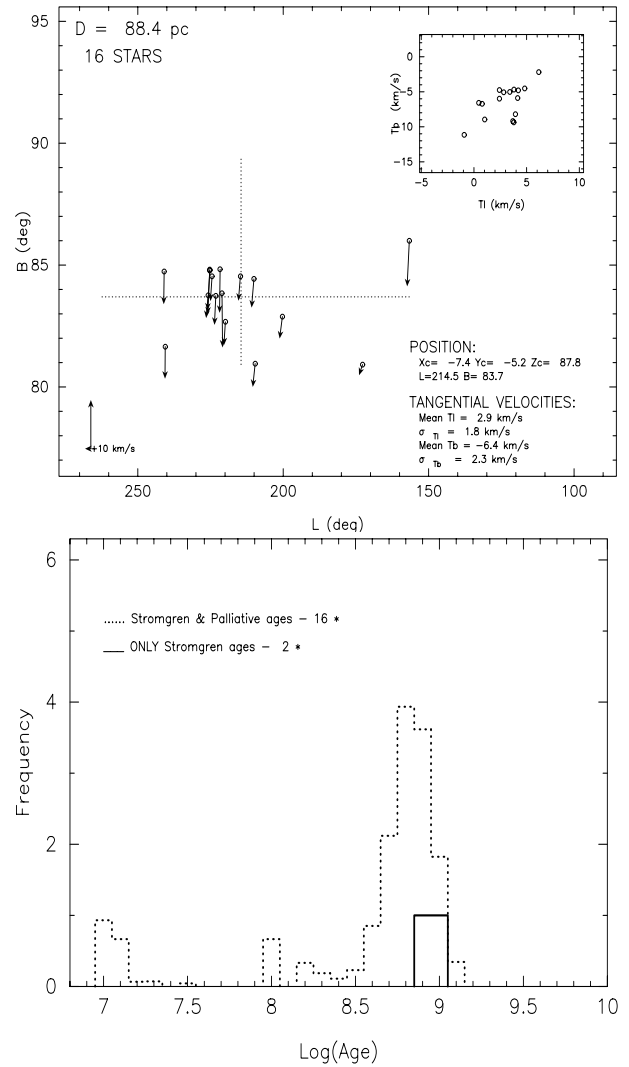 D = 88.4 pc
16 STARS
95
90
85
80
B (deg)
250
200
150
100
L (deg)
0
−5
−10
−15
Tb (km/s)
−5
0
5
10
Tl (km/s)
POSITION:
Xc= −7.4 Yc= −5.2 Zc= 87.8
L=214.5 B= 83.7
TANGENTIAL VELOCITIES:
Mean Tl = 2.9 km/s
σ Tl = 1.8 km/s
Mean Tb = −6.4 km/s
σ Tb = 2.3 km/s
+10 km/s
6
4
2
0
Frequency
Stromgren & Palliative ages − 16 *
ONLY Stromgren ages − 2 *
7
7.5
8
8.5
9
9.5
10
Log(Age)